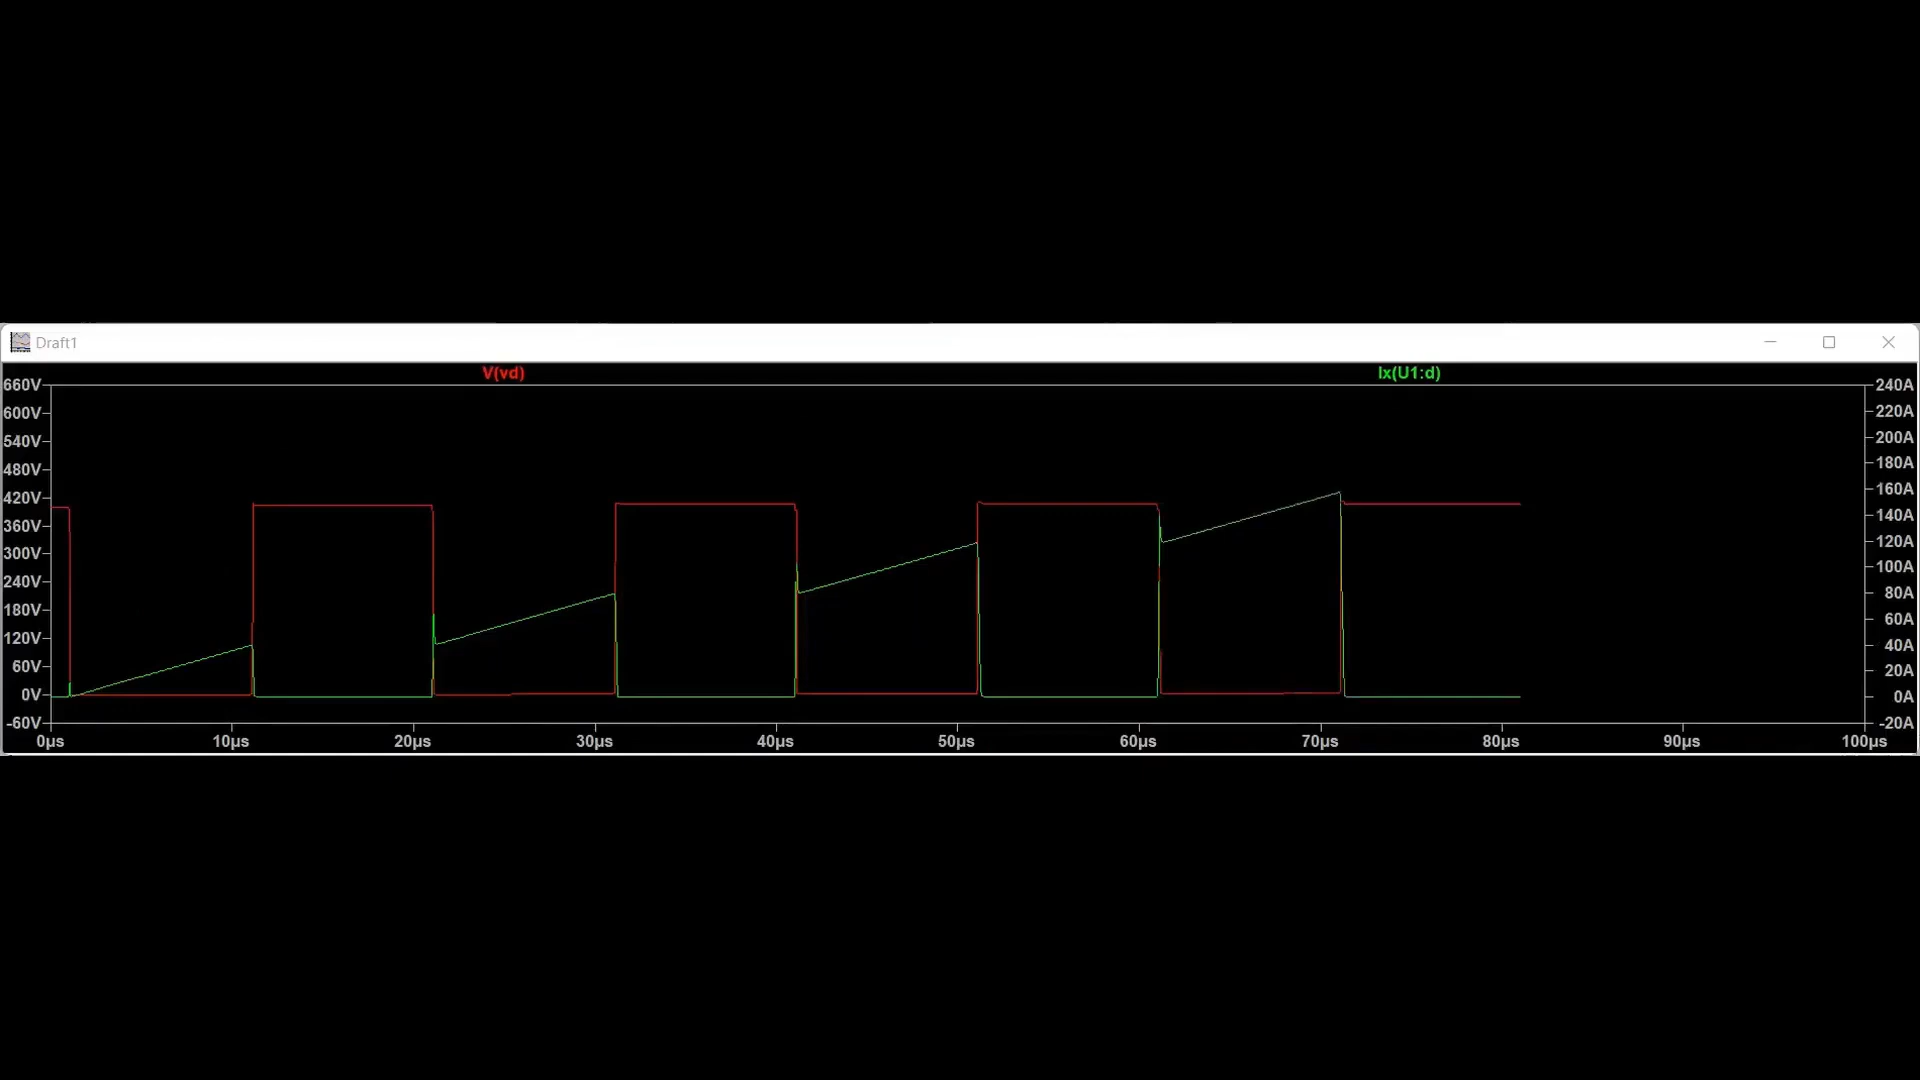 Draft1
V(vd) Ix(U1:d)
660V 240A
600V 220A
540V 200A
480V 180A
420V 160A
360V 140A
300V 120A
240V 100A
180V 80A
120V 60A
60V 40A
0V 20A
-60V 0A
-20A
0µs 10µs 20µs 30µs 40µs 50µs 60µs 70µs 80µs 90µs 100µs